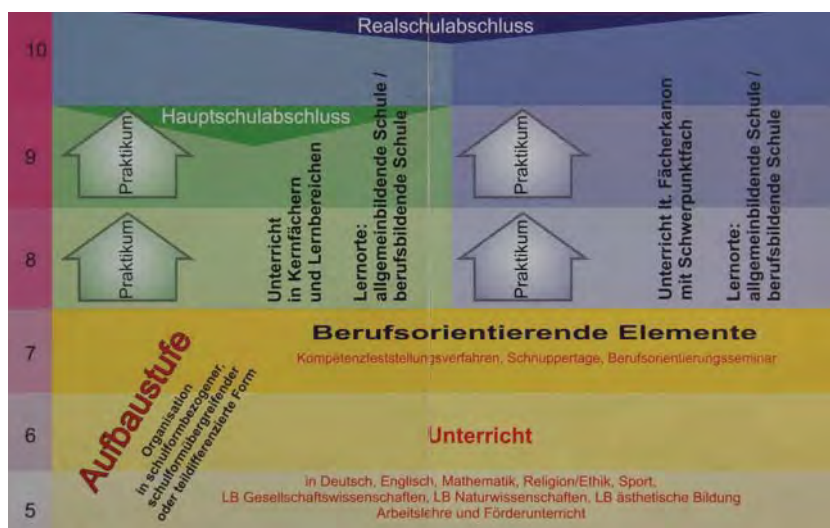 Realschulabschluss
10
Hauptschulabschluss
9
Praktikum
Praktikum
8
Praktikum
Praktikum
Unterricht
in Kernfächern
und Lernbereichen
Lernorte:
allgemeinbildende Schule /
berufsbildende Schule
Unterricht lt. Fächerkanon
mit Schwerpunktfach
Lernorte:
allgemeinbildende Schule /
berufsbildende Schule
7
Berufsorientierende Elemente
Kompetenzfeststellungsverfahren, Schnuppertage, Berufsorientierungsseminar
Aufbaustufe
Organisation
in schulformbezogener,
schulformübergreifender
oder teildifferenzierte Form
6
Unterricht
5
in Deutsch, Englisch, Mathematik, Religion/Ethik, Sport,
LB Gesellschaftswissenschaften, LB Naturwissenschaften, LB ästhetische Bildung
Arbeitslehre und Förderunterricht